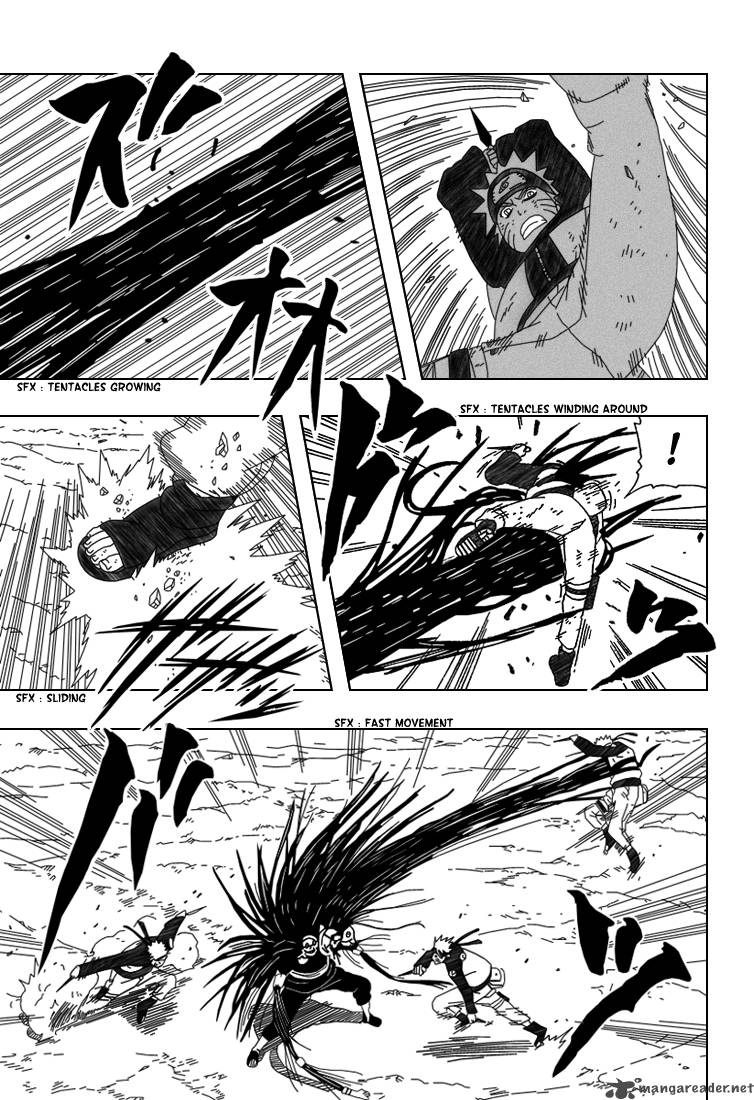 ズ
オオ
SFX : TENTACLES GROWING
SFX : TENTACLES WINDING AROUND
!
ドッ
SFX : SLIDING
SFX : FAST MOVEMENT
バッ
mangareader.net